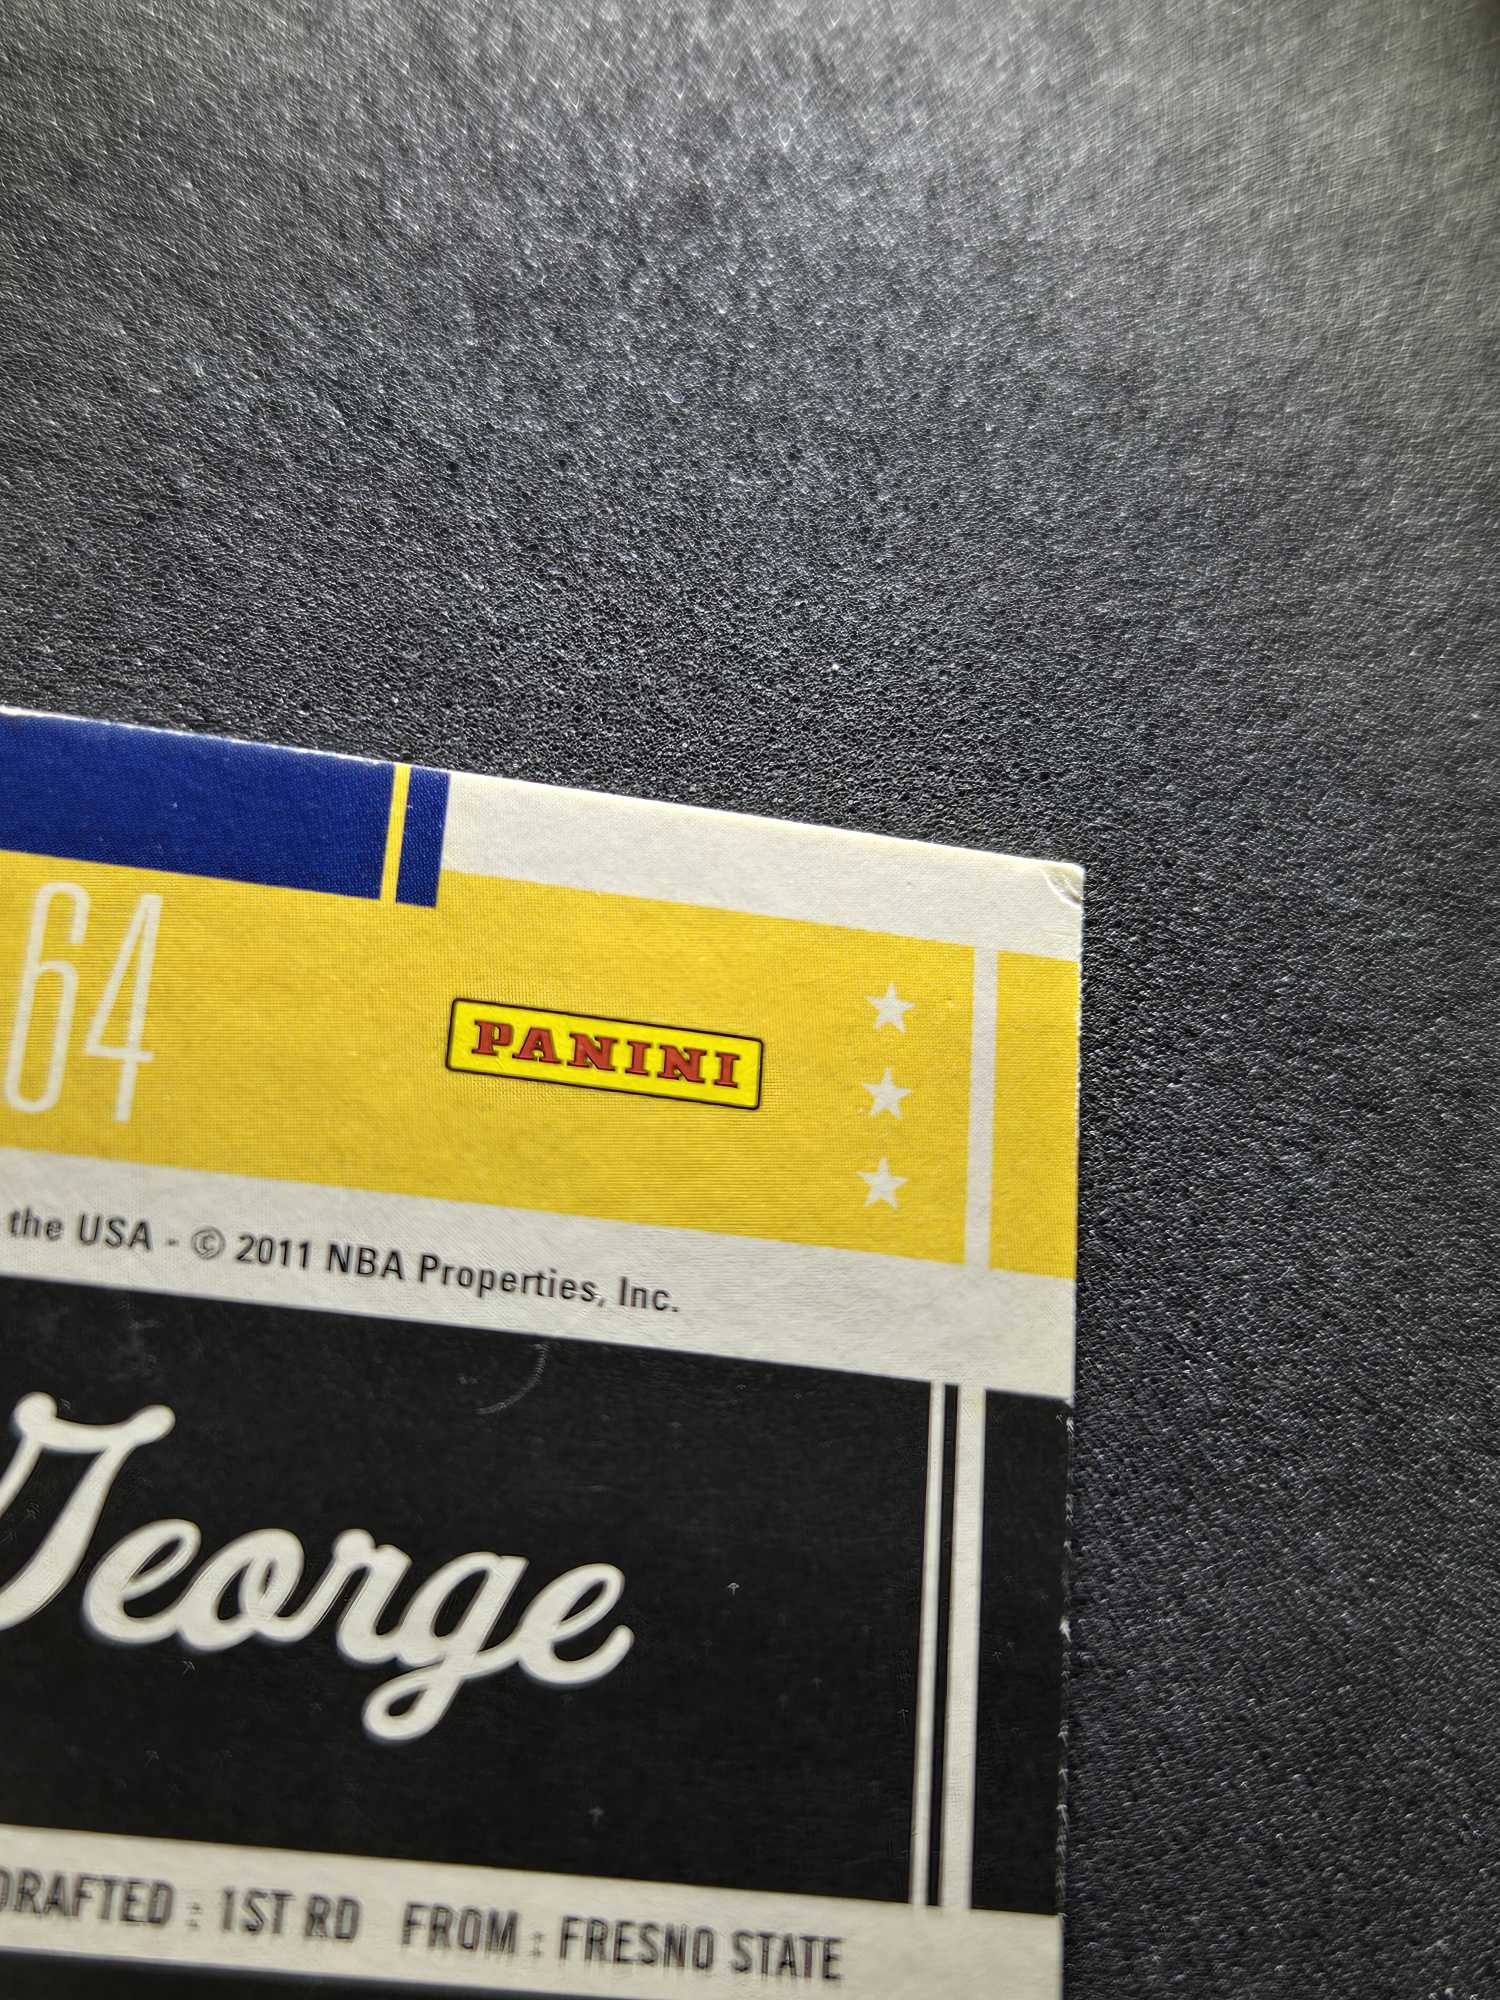 64
PANINI
the USA - © 2011 NBA Properties, Inc.
George
DRAFTED : 1ST RD FROM : FRESNO STATE